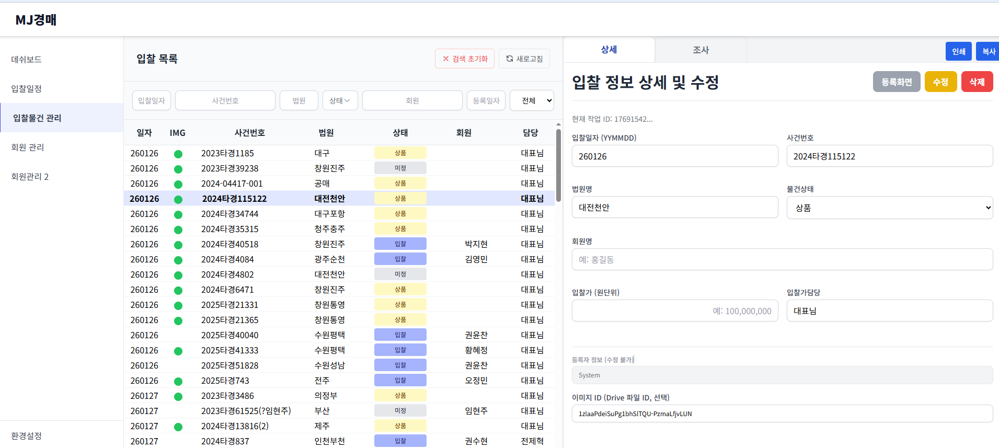 MJ경매
데쉬보드
입찰일정
입찰물건 관리
회원 관리
회원관리 2
환경설정
입찰 목록
검색 초기화
새로고침
입찰일자 사건번호 법원 상태 회원 등록일자 전체
일자 IMG 사건번호 법원 상태 회원 담당
260126 2023타경1185 대구 상품 대표님
260126 2023타경39238 창원진주 미정 대표님
260126 2024-04417-001 공매 상품 대표님
260126 2024타경115122 대전천안 상품 대표님
260126 2024타경34744 대구포항 상품 대표님
260126 2024타경35315 청주충주 상품 대표님
260126 2024타경40518 창원진주 입찰 박지현 대표님
260126 2024타경4084 광주순천 입찰 김영민 대표님
260126 2024타경4802 대전천안 미정 대표님
260126 2024타경6471 창원진주 상품 대표님
260126 2025타경21331 창원통영 상품 대표님
260126 2025타경21365 창원통영 상품 대표님
260126 2025타경40040 수원평택 입찰 권윤찬 대표님
260126 2025타경41333 수원평택 입찰 황혜정 대표님
260126 2025타경51828 수원성남 입찰 권윤찬 대표님
260126 2025타경743 전주 입찰 오정민 대표님
260127 2023타경3486 의정부 상품 대표님
260127 2023타경61525(?임현주) 부산 미정 임현주 대표님
260127 2024타경13816(2) 제주 상품 대표님
260127 2024타경837 인천부천 입찰 권수현 전제혁
상세 조사 인쇄 복사
입찰 정보 상세 및 수정 등록화면 수정 삭제
현재 작업 ID: 17691542...
입찰일자 (YYMMDD) 사건번호
260126 2024타경115122
법원명 물건상태
대전천안 상품
회원명
예: 홍길동
입찰가 (원단위) 입찰가담당
예: 100,000,000 대표님
등록자 정보 (수정 불가)
System
이미지 ID (Drive 파일 ID, 선택)
1zlaaPdeiSuPg1bhSlTQU-PzmaLfjvLUN